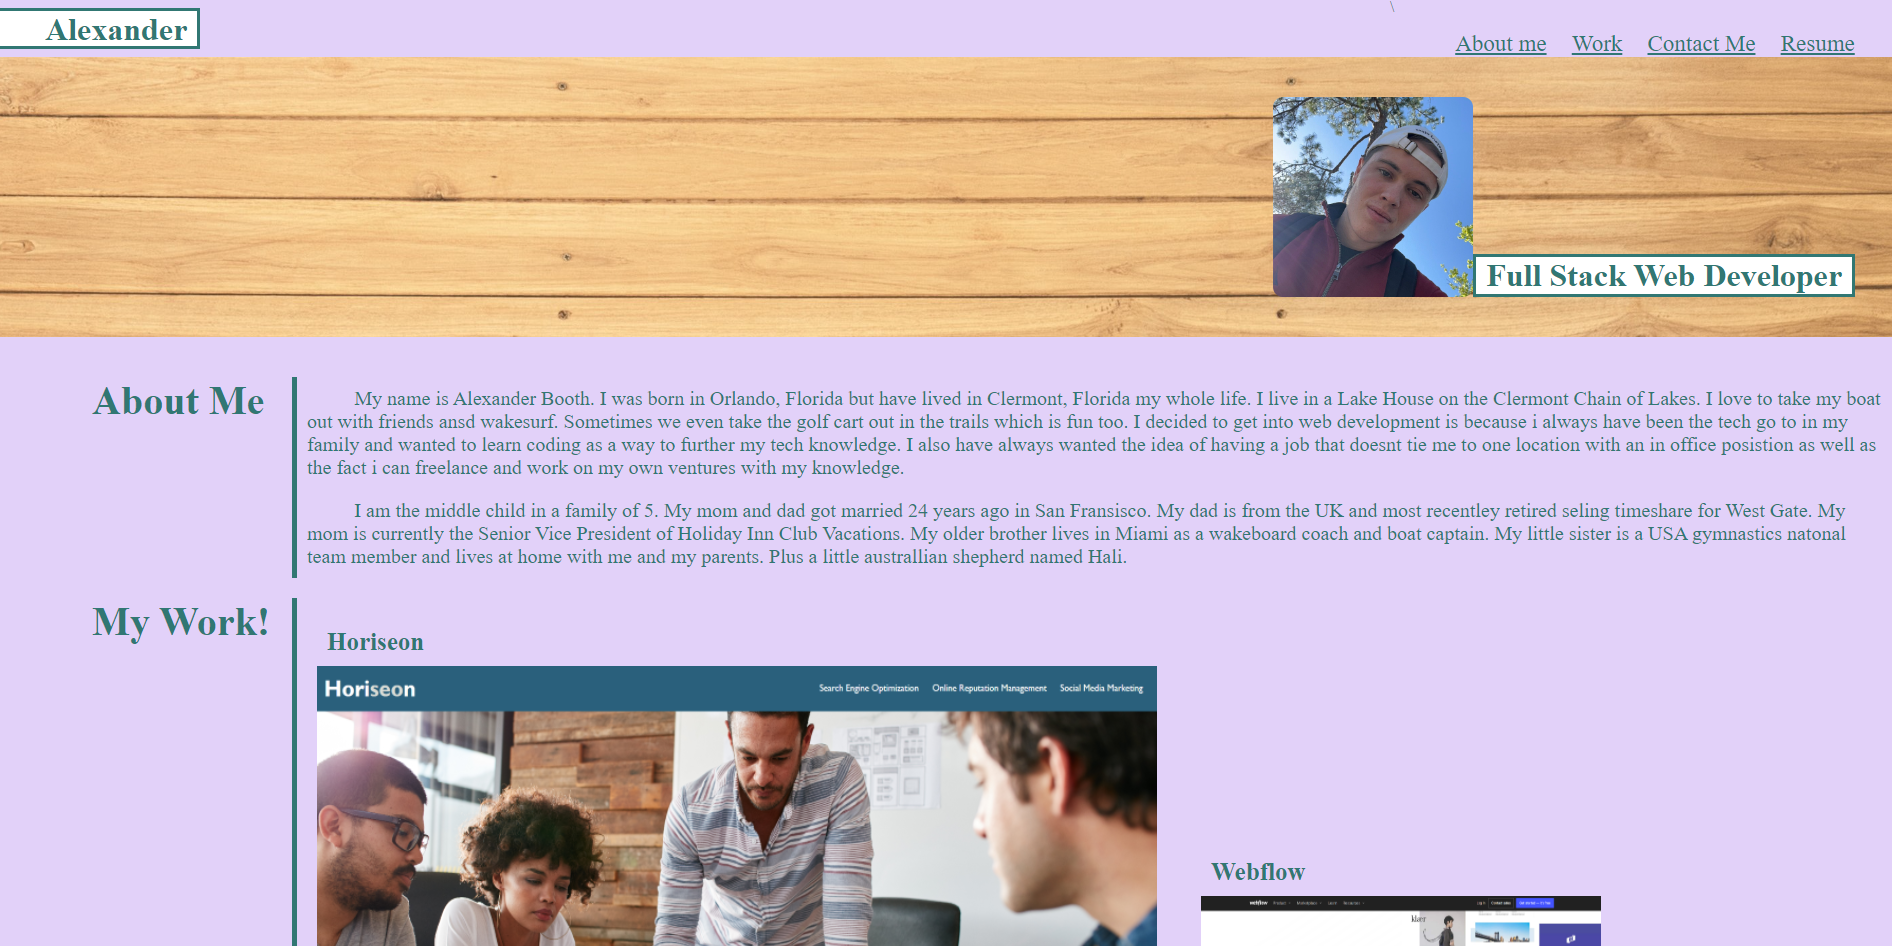 \
Alexander
About me Work Contact Me Resume
Full Stack Web Developer
About Me
My name is Alexander Booth. I was born in Orlando, Florida but have lived in Clermont, Florida my whole life. I live in a Lake House on the Clermont Chain of Lakes. I love to take my boat
out with friends ansd wakesurf. Sometimes we even take the golf cart out in the trails which is fun too. I decided to get into web development is because i always have been the tech go to in my
family and wanted to learn coding as a way to further my tech knowledge. I also have always wanted the idea of having a job that doesnt tie me to one location with an in office posistion as well as
the fact i can freelance and work on my own ventures with my knowledge.
I am the middle child in a family of 5. My mom and dad got married 24 years ago in San Fransisco. My dad is from the UK and most recentley retired seling timeshare for West Gate. My
mom is currently the Senior Vice President of Holiday Inn Club Vacations. My older brother lives in Miami as a wakeboard coach and boat captain. My little sister is a USA gymnastics natonal
team member and lives at home with me and my parents. Plus a little australlian shepherd named Hali.
My Work!
Horiseon
Horiseon
Search Engine Optimization Online Reputation Management Social Media Marketing
Webflow
webflow Product Marketplace Learn Resources Log in Contact sales
klaer